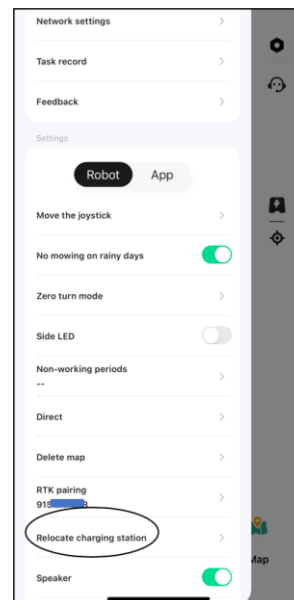 Network settings
Task record
Feedback
Settings
Robot App
Move the joystick
No mowing on rainy days
Zero turn mode
Side LED
Non-working periods
--
Direct
Delete map
RTK pairing
Relocate charging station
Map
Speaker